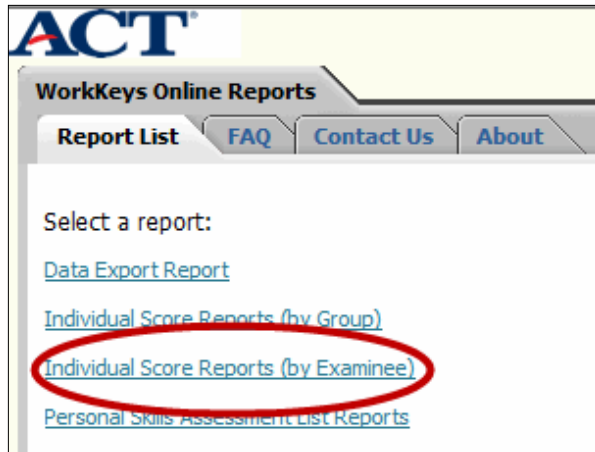 ACT
WorkKeys Online Reports
Report List FAQ Contact Us About
Select a report:
Data Export Report
Individual Score Reports (by Group)
Individual Score Reports (by Examinee)
Personal Skills Assessment List Reports